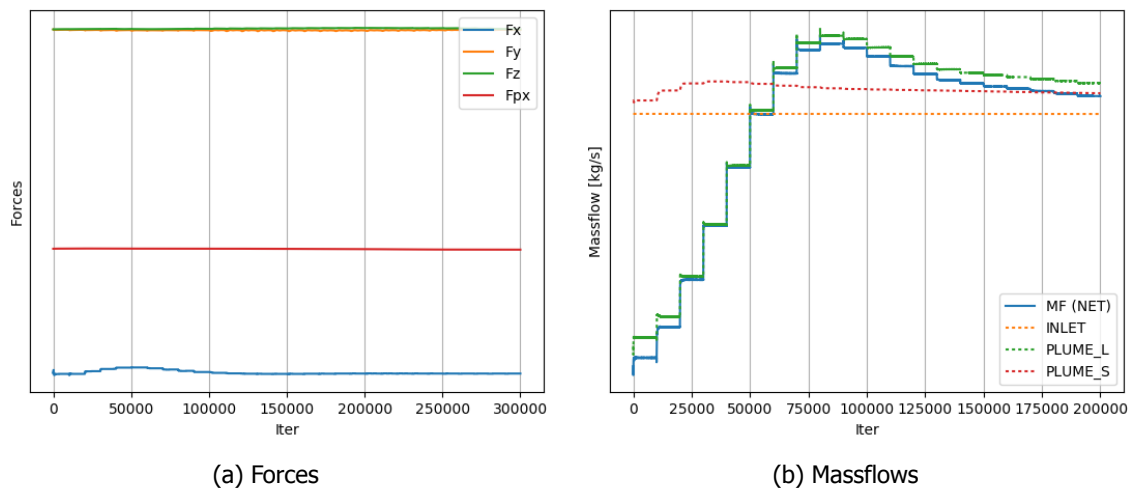 Fx
Fy
Fz
Fpx
Forces
0 50000 100000 150000 200000 250000 300000
Iter
(a) Forces
Massflow [kg/s]
MF (NET)
INLET
PLUME_L
PLUME_S
0 25000 50000 75000 100000 125000 150000 175000 200000
Iter
(b) Massflows